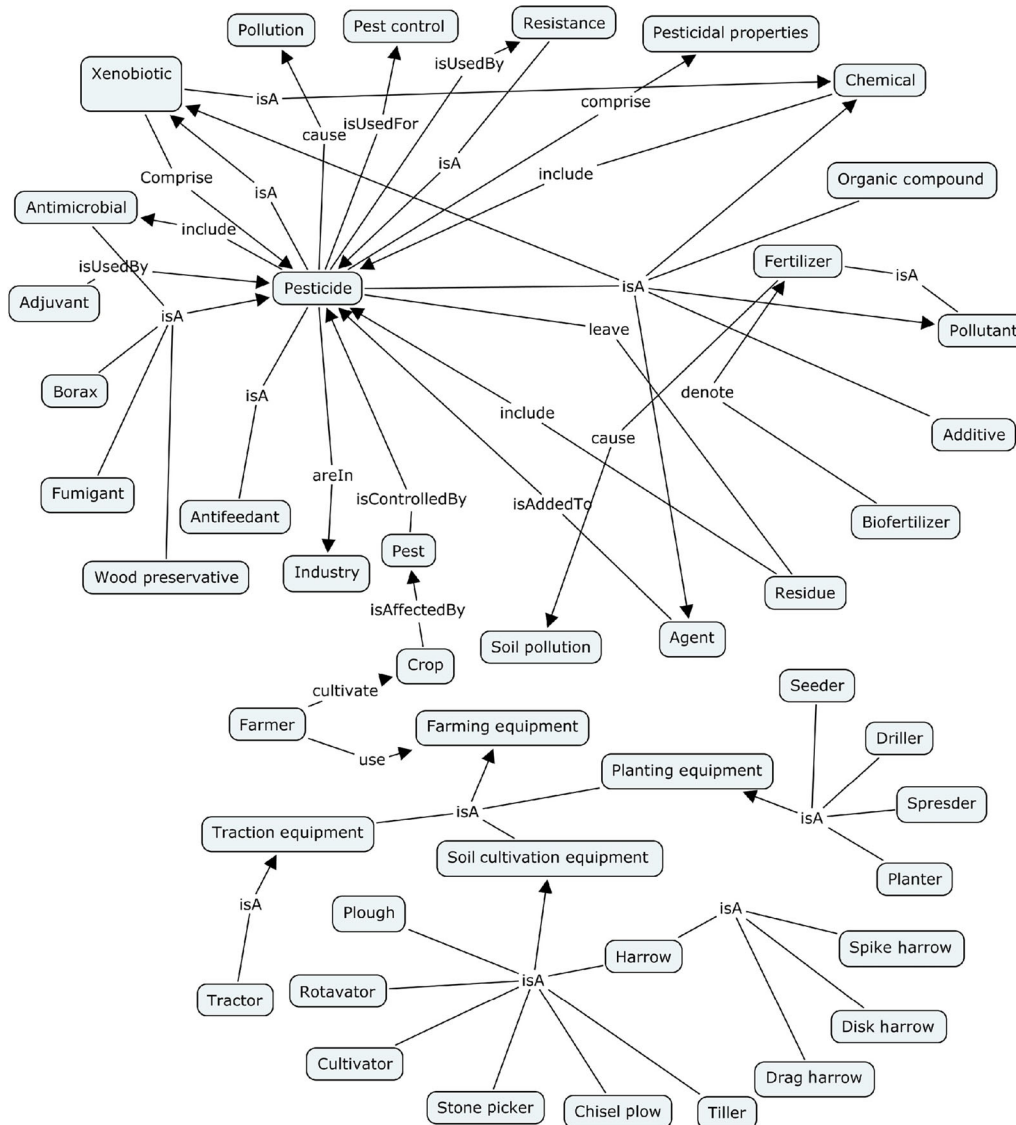 Pollution
Pest control
Resistance
Pesticidal properties
Xenobiotic
isUsedBy
Chemical
isA
comprise
isUsedFor
cause
isA
include
Comprise
isA
Organic compound
Antimicrobial
include
Fertilizer
isUsedBy
isA
Adjuvant
Pesticide
isA
isA
leave
Pollutant
Borax
isA
denote
include
cause
Additive
areIn
Fumigant
isControlledBy
isAddedTo
Antifeedant
Biofertilizer
Pest
Wood preservative
Industry
Residue
isAffectedBy
Soil pollution
Agent
Crop
cultivate
Seeder
Farmer
Farming equipment
Driller
use
Planting equipment
Spresder
isA
isA
Traction equipment
Soil cultivation equipment
Planter
isA
Plough
isA
Harrow
Spike harrow
isA
Rotavator
Tractor
Disk harrow
Cultivator
Drag harrow
Stone picker
Chisel plow
Tiller